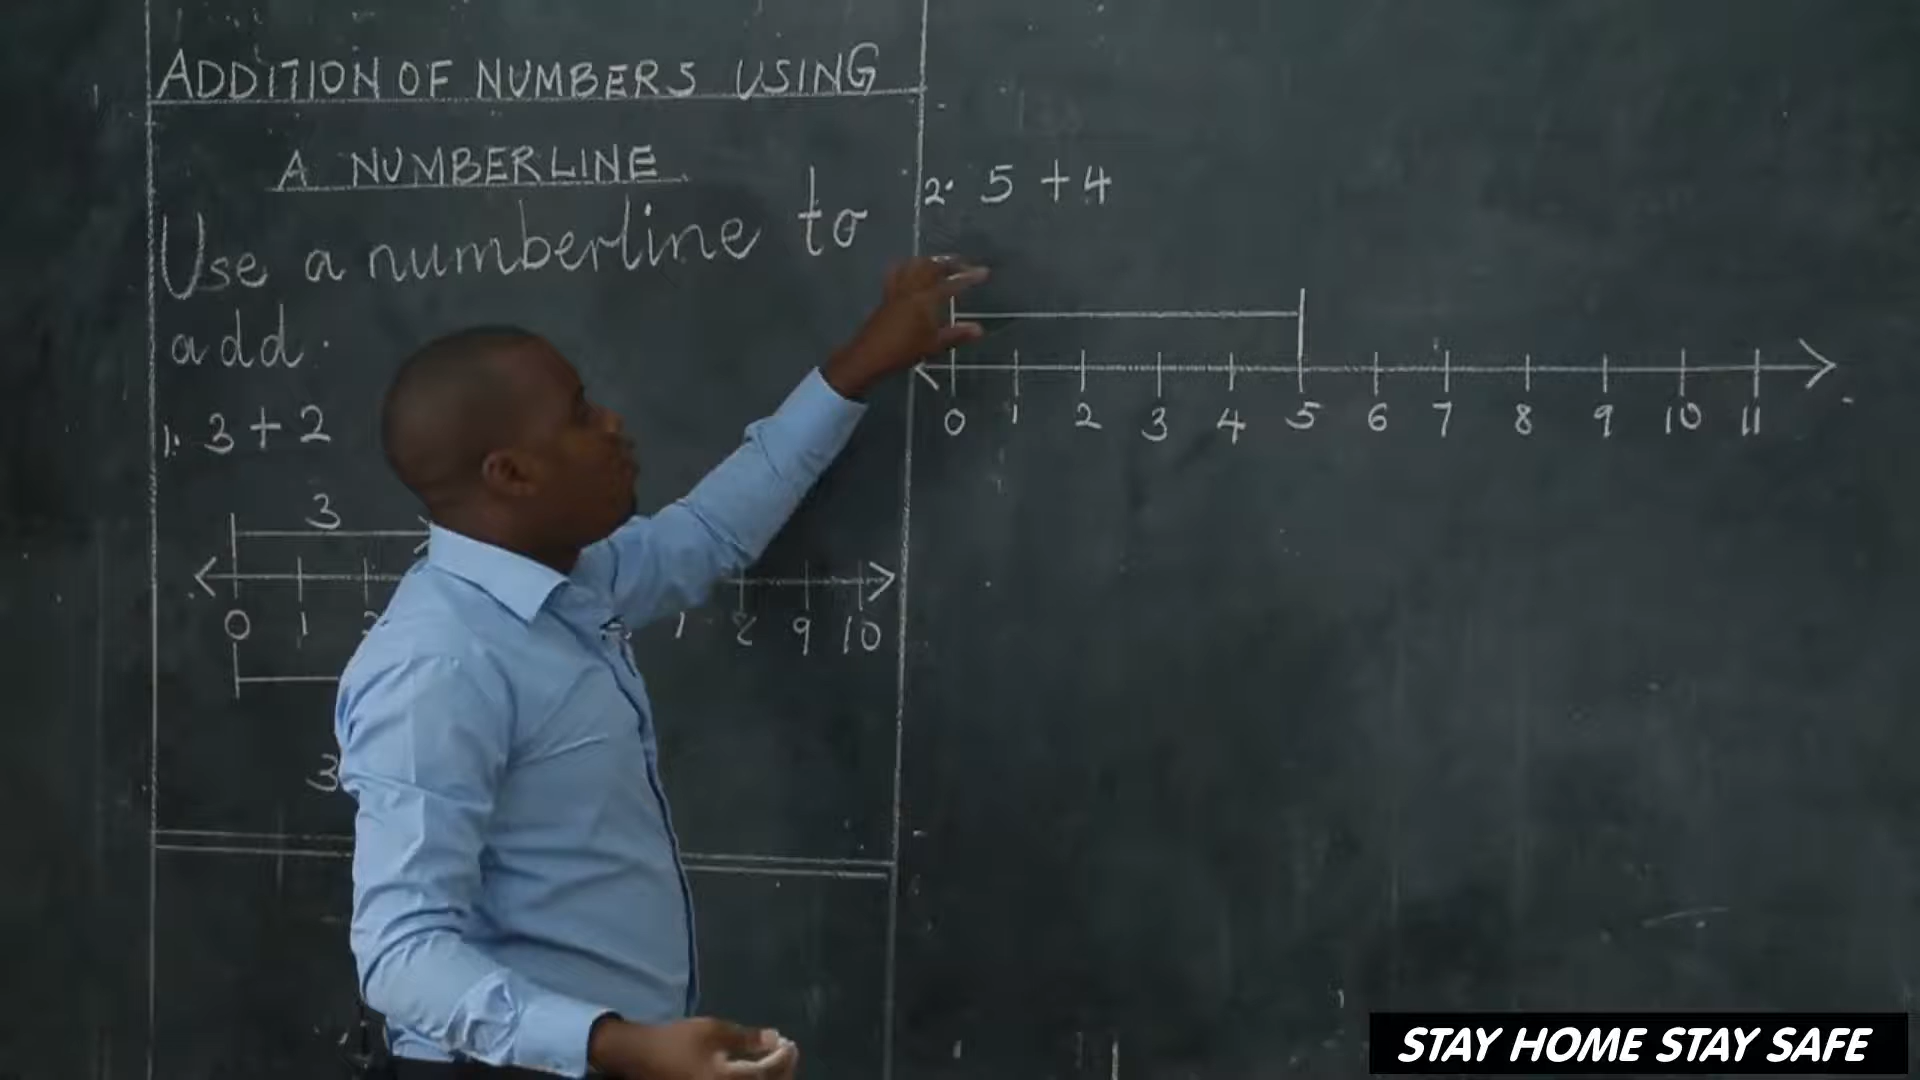 ADDITION OF NUMBERS USING
A NUMBERLINE
Use a numberline to
add.
1. 3 + 2
3
0 1 2 9 10
3
2. 5 + 4
0 1 2 3 4 5 6 7 8 9 10 11
STAY HOME STAY SAFE